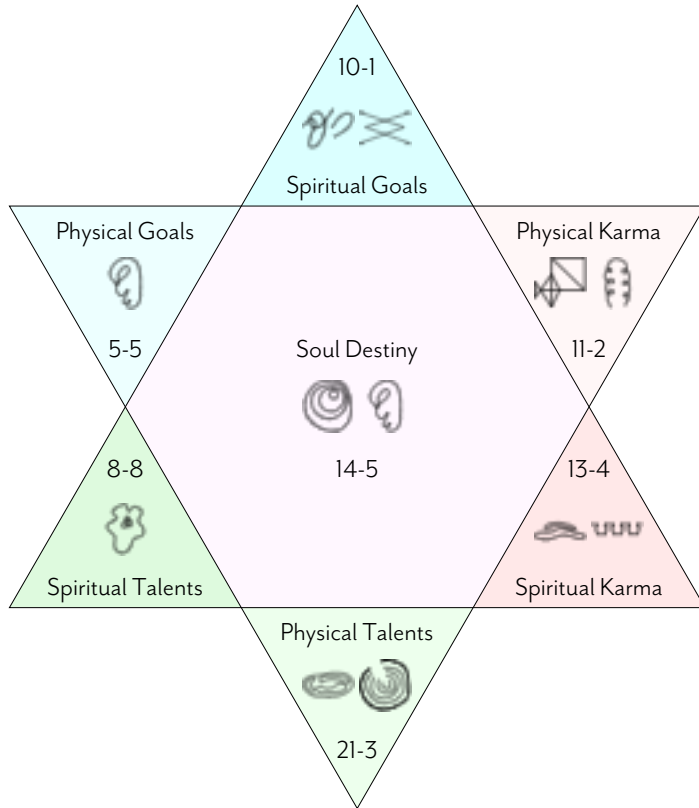 10-1
Spiritual Goals
Physical Goals
5-5
Physical Karma
11-2
Soul Destiny
14-5
8-8
Spiritual Talents
13-4
Spiritual Karma
Physical Talents
21-3